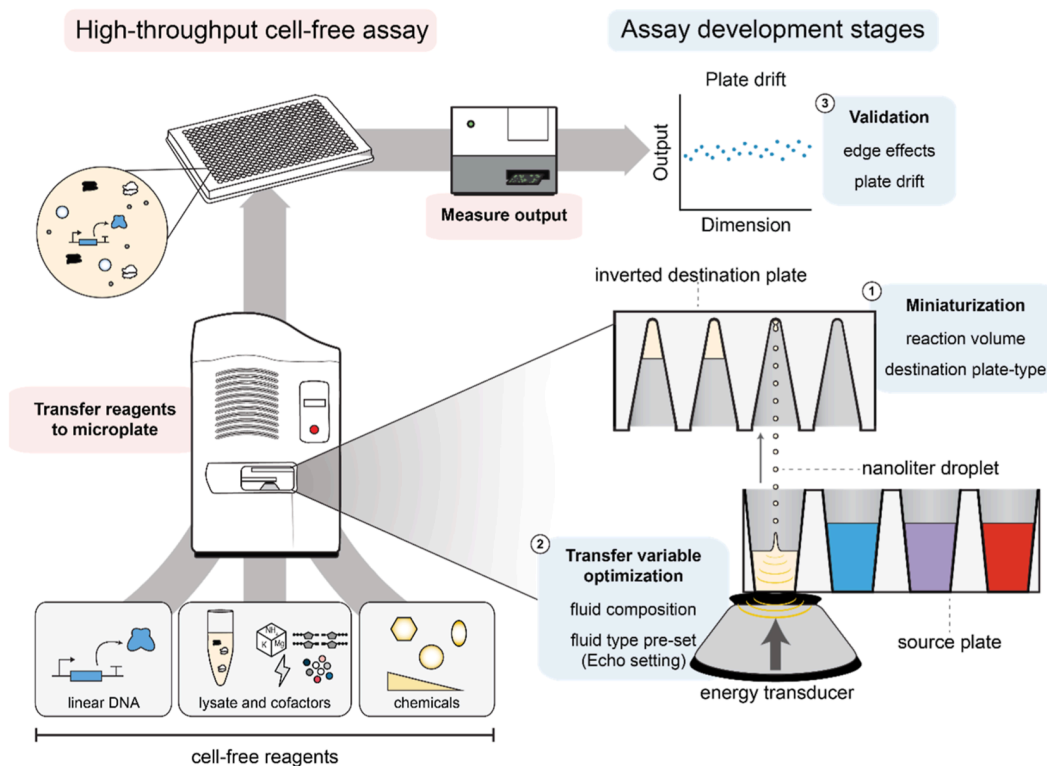 High-throughput cell-free assay
Assay development stages
Plate drift
Output
Dimension
3
Validation
edge effects
plate drift
Measure output
inverted destination plate
1
Miniaturization
reaction volume
destination plate-type
Transfer reagents
to microplate
nanoliter droplet
2
Transfer variable
optimization
fluid composition
fluid type pre-set
(Echo setting)
source plate
energy transducer
NH₄
K
Mg
linear DNA
lysate and cofactors
chemicals
cell-free reagents